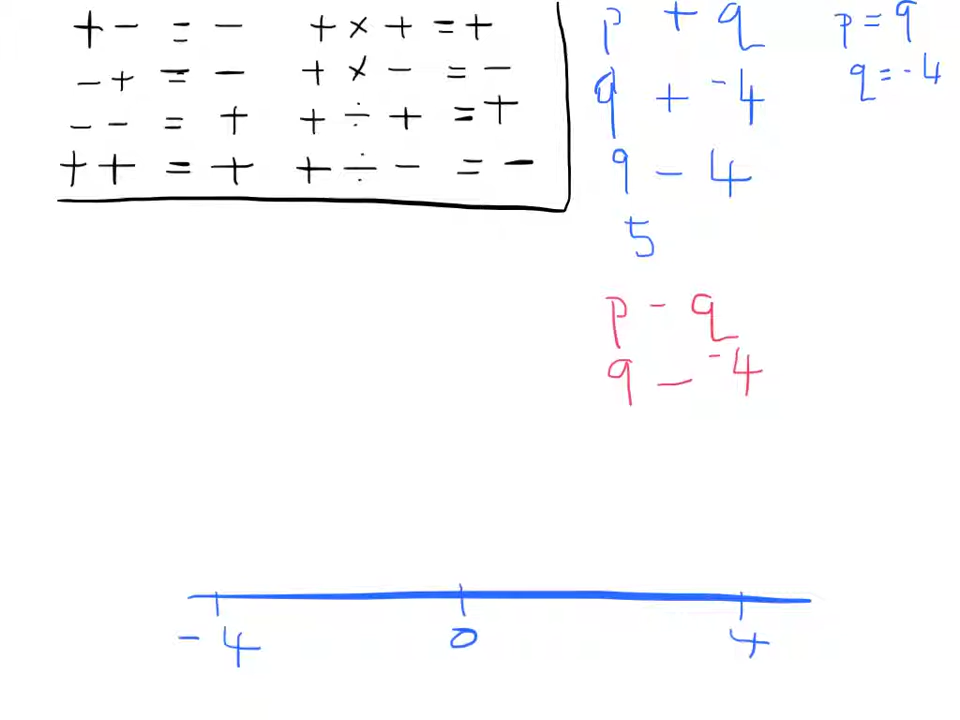 + - = - + × + = +
- + = - + × - = -
- - = + + ÷ + = +
+ + = + + ÷ - = -
p + q
9 + -4
9 - 4
5
p = 9
q = -4
p - q
9 - -4
-4 0 4